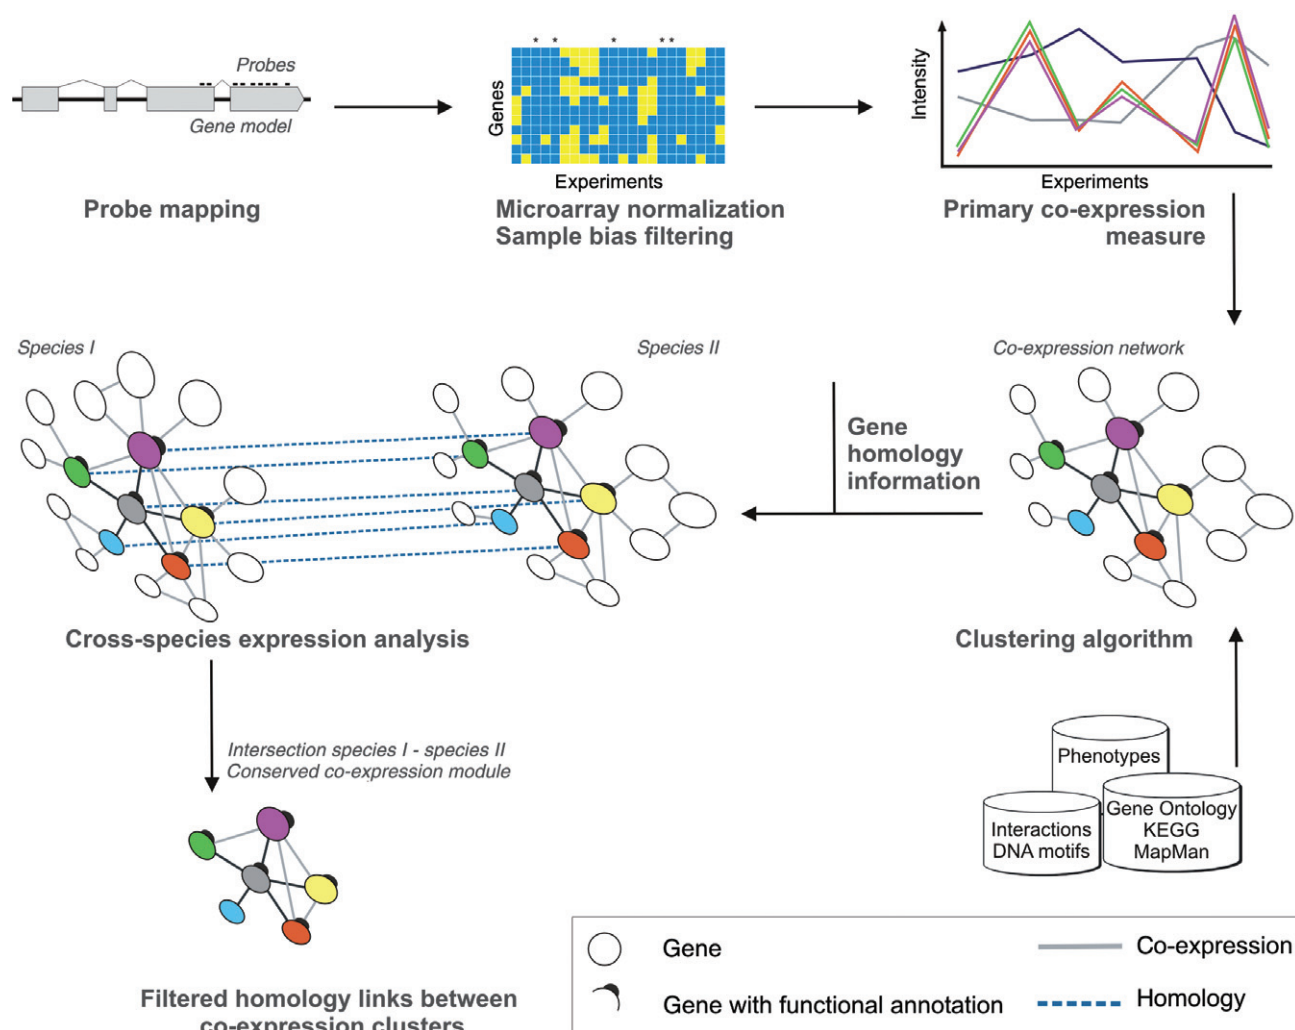 Probes
Gene model
Probe mapping
* * * * *
Genes
Experiments
Microarray normalization
Sample bias filtering
Intensity
Experiments
Primary co-expression
measure
Species I
Species II
Gene
homology
information
Co-expression network
Cross-species expression analysis
Clustering algorithm
Intersection species I - species II
Conserved co-expression module
Phenotypes
Interactions
DNA motifs
Gene Ontology
KEGG
MapMan
Filtered homology links between
co-expression clusters
Gene
Gene with functional annotation
Co-expression
Homology